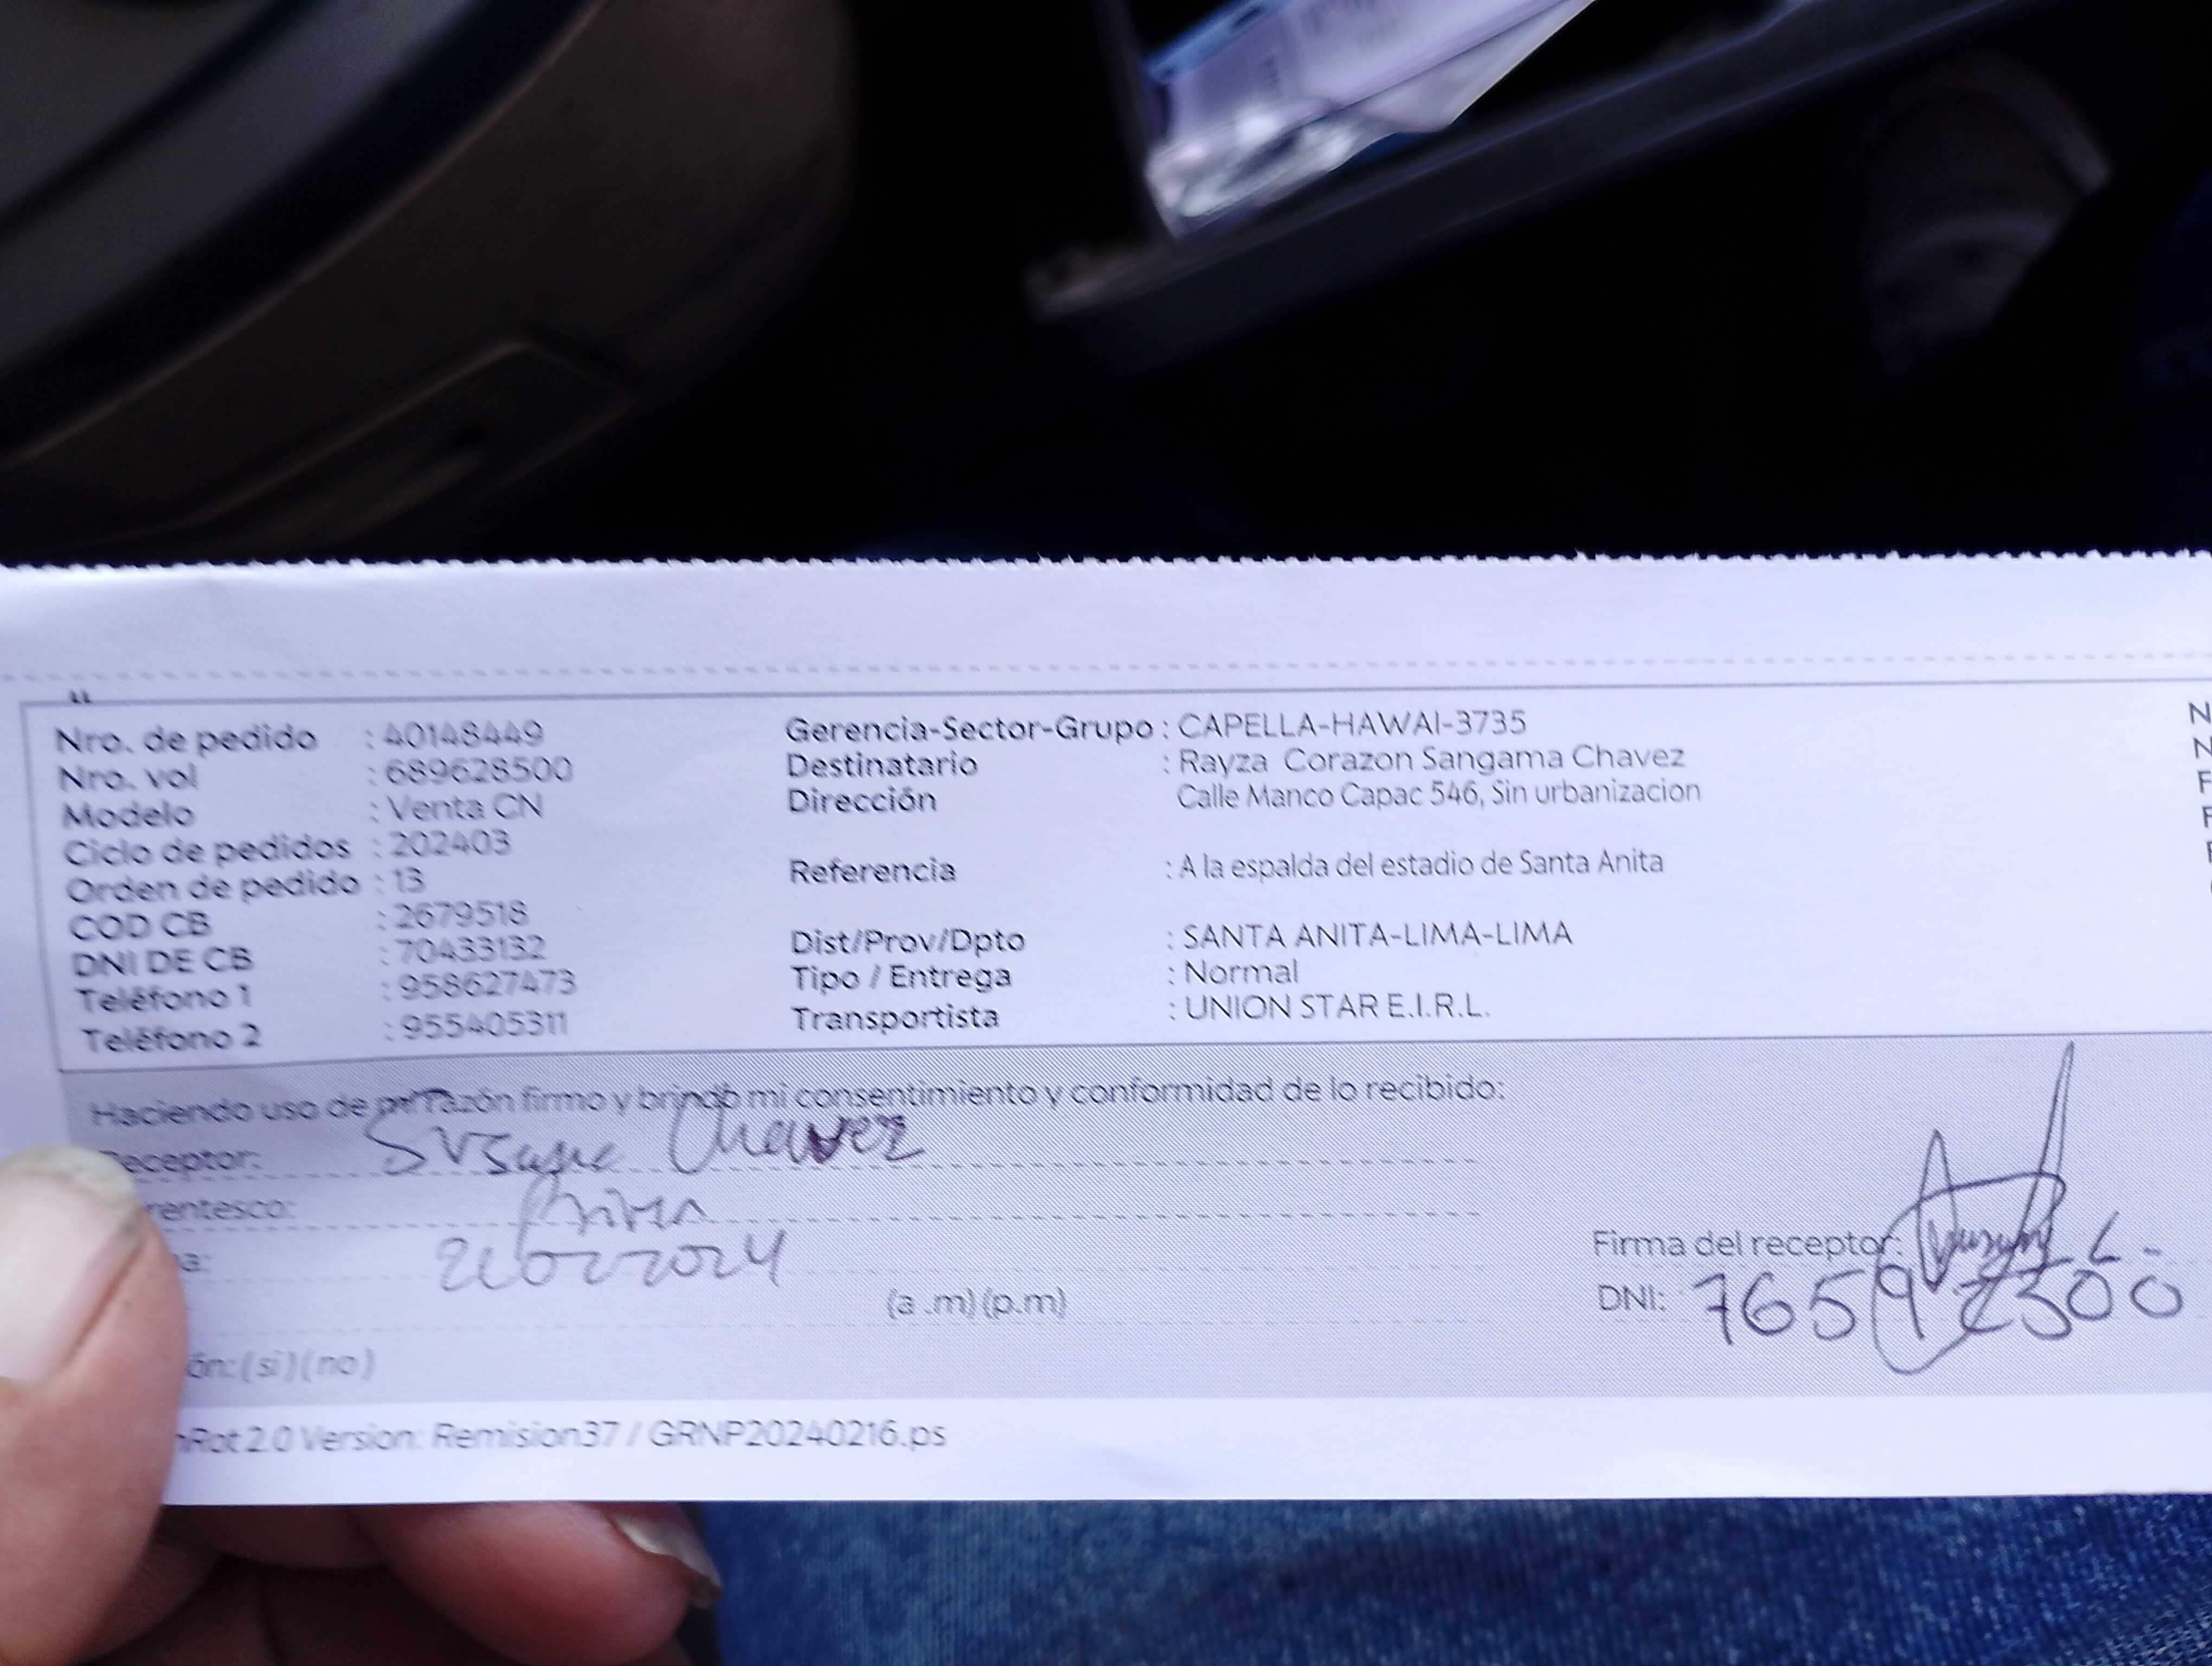 Nro. de pedido : 40148449
Nro. vol : 689628500
Modelo : Venta CN
Ciclo de pedidos : 202403
Orden de pedido : 13
COD CB : 2679518
DNI DE CB : 70433132
Teléfono 1 : 958627473
Teléfono 2 : 955405311
Gerencia-Sector-Grupo : CAPELLA-HAWAI-3735
Destinatario : Rayza Corazon Sangama Chavez
Dirección Calle Manco Capac 546, Sin urbanizacion
Referencia : A la espalda del estadio de Santa Anita
Dist/Prov/Dpto : SANTA ANITA-LIMA-LIMA
Tipo / Entrega : Normal
Transportista : UNION STAR E.I.R.L.
Haciendo uso de mi razón firmo y brindo mi consentimiento y conformidad de lo recibido:
Receptor: Chavez
rentesco:
a:
(a .m) (p.m)
ón: (si) (no)
Firma del receptor:
DNI:
Rot 2.0 Version: Remision37 / GRNP20240216.ps